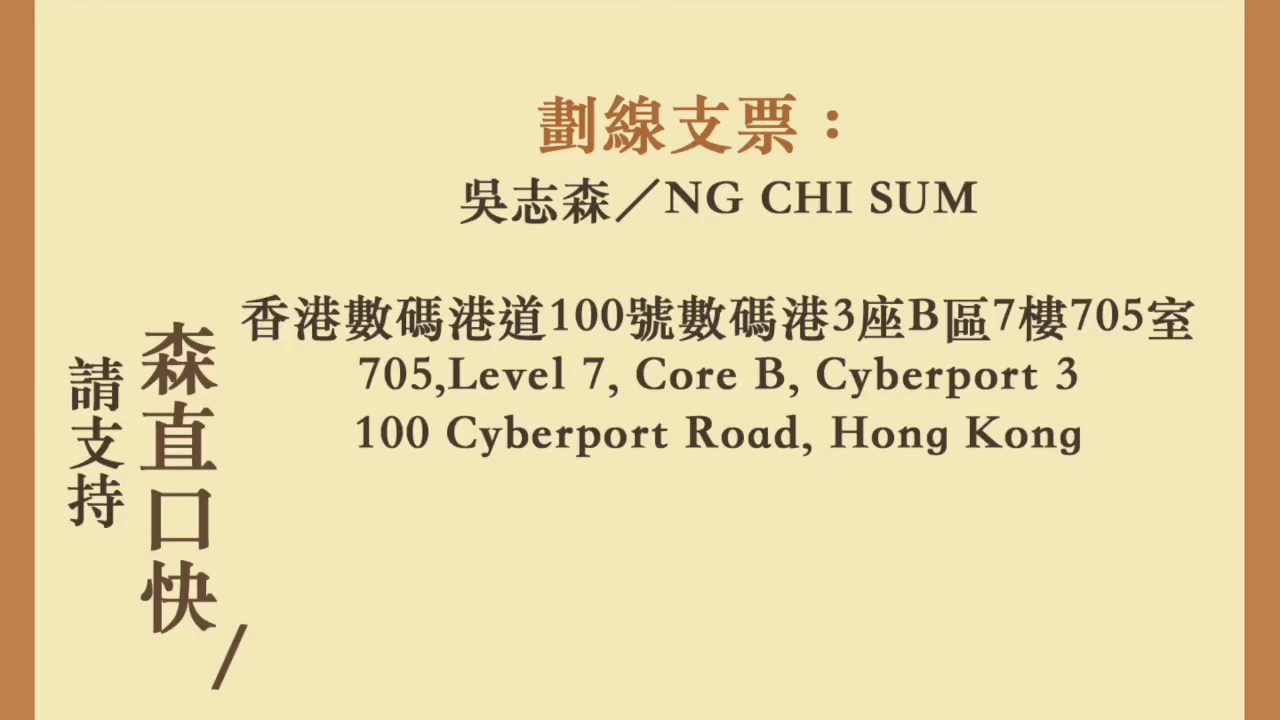 劃線支票：
吳志森／NG CHI SUM
香港數碼港道100號數碼港3座B區7樓705室
705,Level 7, Core B, Cyberport 3
100 Cyberport Road, Hong Kong
請支持
森直口快/